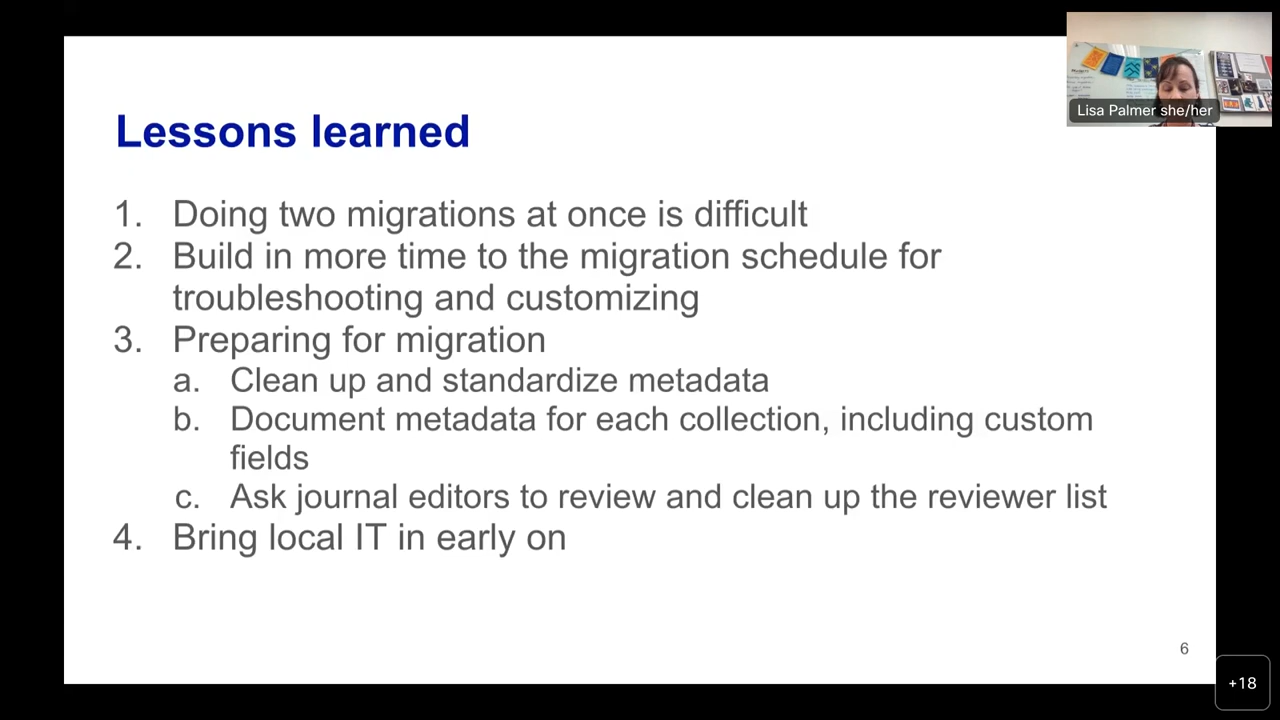 Lisa Palmer she/her
Lessons learned
1. Doing two migrations at once is difficult
2. Build in more time to the migration schedule for
troubleshooting and customizing
3. Preparing for migration
a. Clean up and standardize metadata
b. Document metadata for each collection, including custom
fields
c. Ask journal editors to review and clean up the reviewer list
4. Bring local IT in early on
6
+18